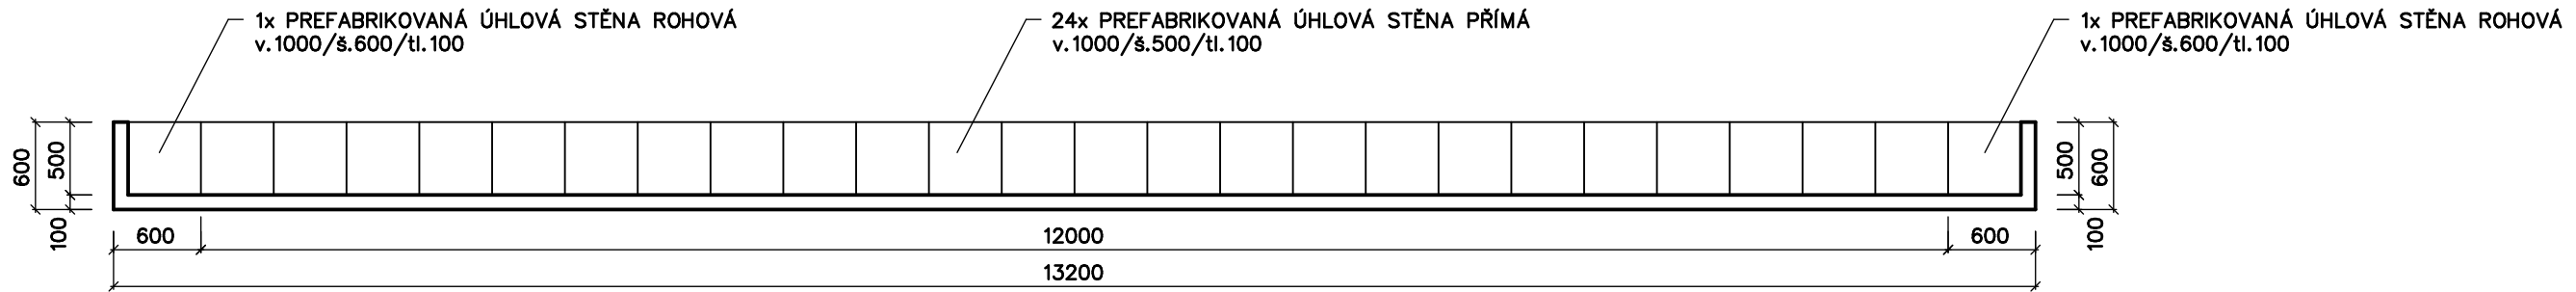 1x PREFABRIKOVANÁ ÚHLOVÁ STĚNA ROHOVÁ
v.1000/š.600/tl.100
24x PREFABRIKOVANÁ ÚHLOVÁ STĚNA PŘÍMÁ
v.1000/š.500/tl.100
1x PREFABRIKOVANÁ ÚHLOVÁ STĚNA ROHOVÁ
v.1000/š.600/tl.100
600
500
100
500
600
100
600
12000
600
13200